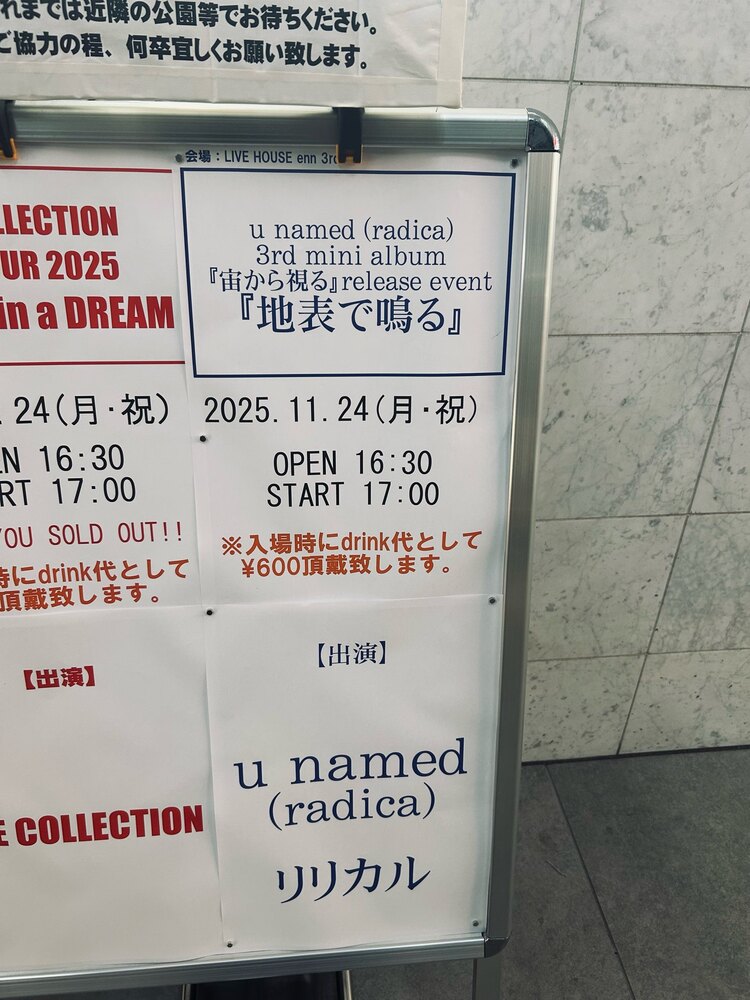 れまでは近隣の公園等でお待ちください。
ご協力の程、何卒宜しくお願い致します。
LLECTION
UR 2025
in a DREAM
.24(月・祝)
EN 16:30
RT 17:00
YOU SOLD OUT!!
時にdrink代として
頂戴致します。
【出演】
E COLLECTION
会場：LIVE HOUSE enn 3rd
u named (radica)
3rd mini album
『宙から視る』release event
『地表で鳴る』
2025.11.24(月・祝)
OPEN 16:30
START 17:00
※入場時にdrink代として
¥600頂戴致します。
【出演】
u named
(radica)
リリカル